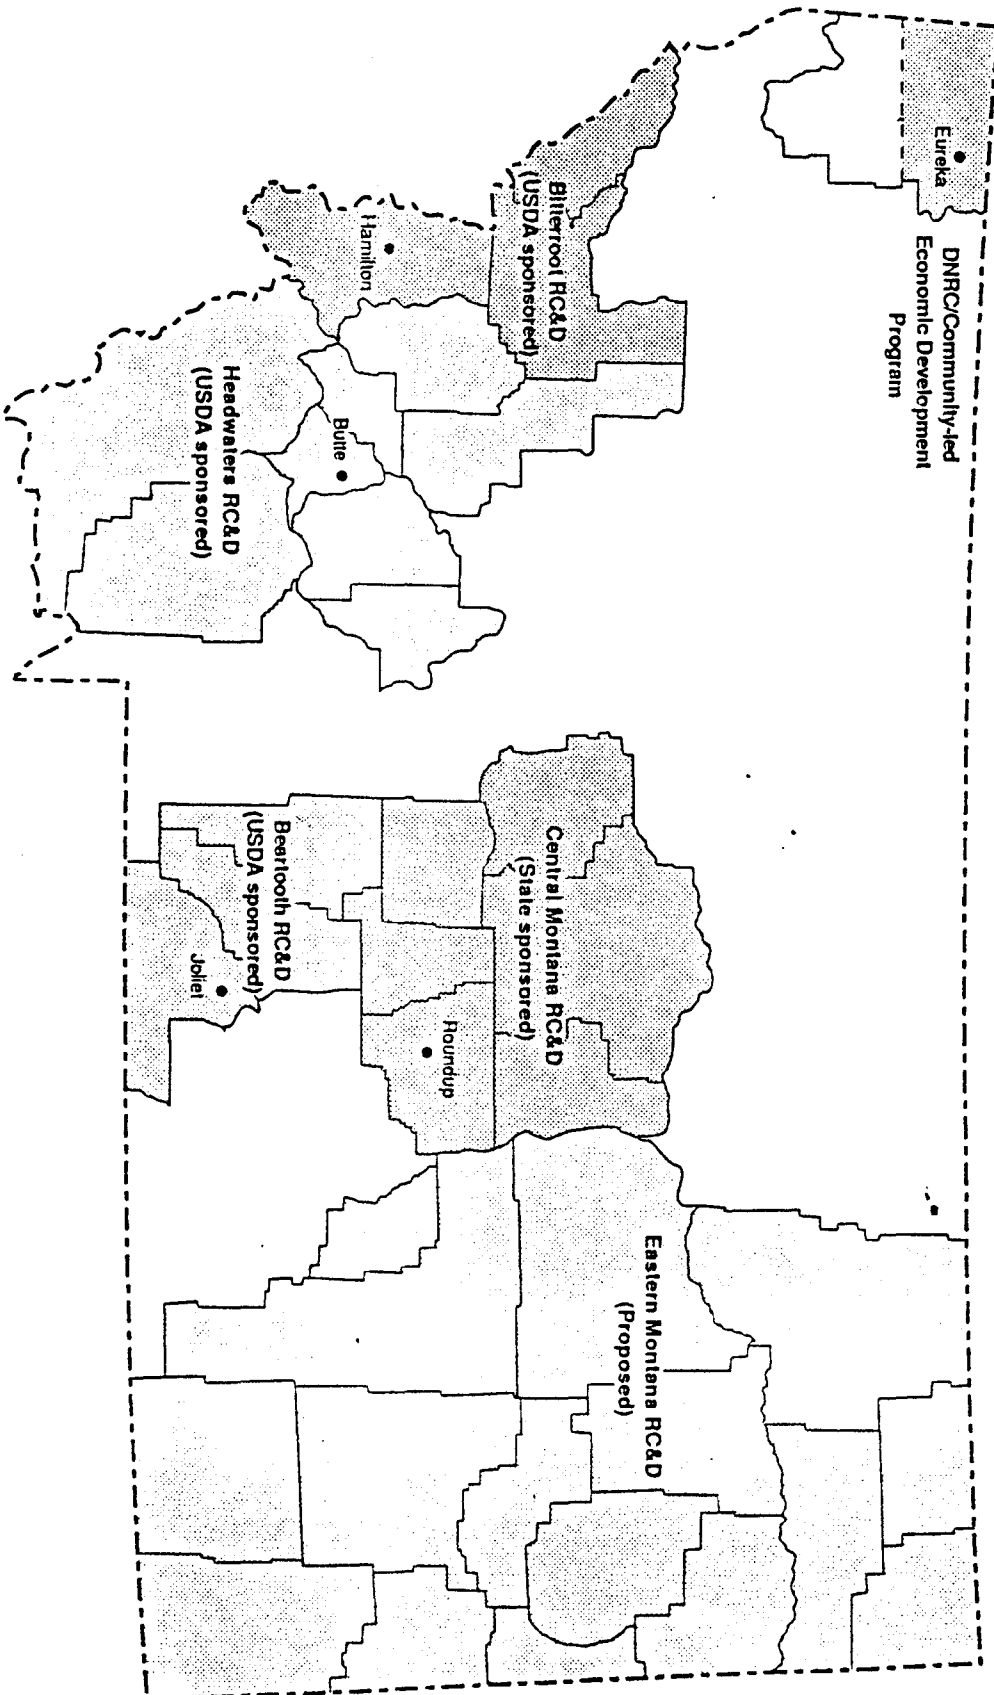 Eureka
DNRC/Community-led
Economic Development
Program
Bitterroot RC&D
(USDA sponsored)
Hamilton
Butte
Headwaters RC&D
(USDA sponsored)
Central Montana RC&D
(State sponsored)
Roundup
Beartooth RC&D
(USDA sponsored)
Joliet
Eastern Montana RC&D
(Proposed)